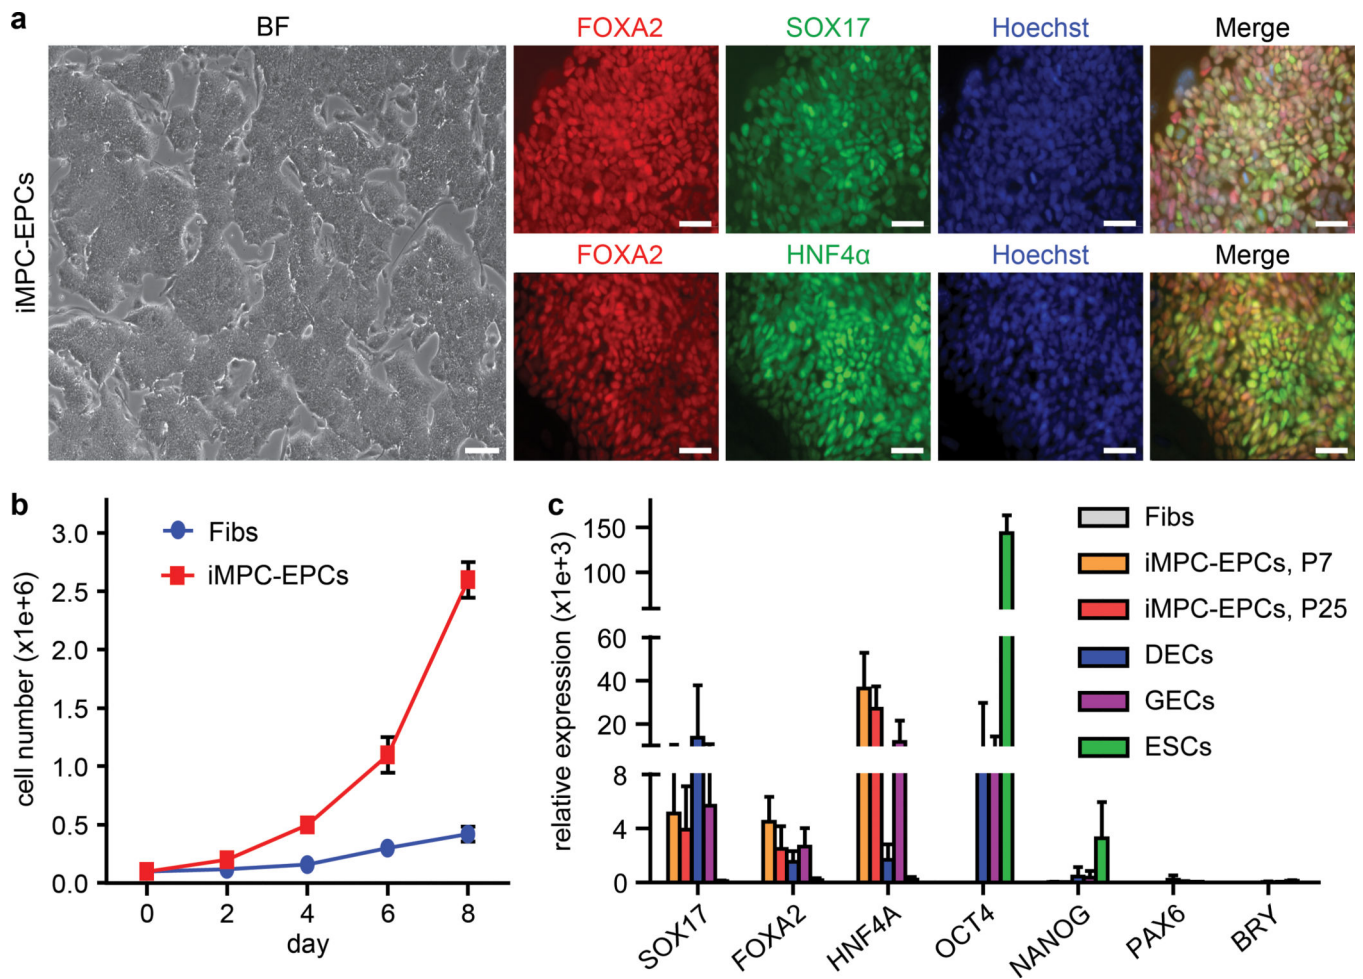 a
BF
FOXA2
SOX17
Hoechst
Merge
iMPC-EPCs
FOXA2
HNF4α
Hoechst
Merge
b
cell number (x1e+6)
3.0
2.5
2.0
1.5
1.0
0.5
0.0
Fibs
iMPC-EPCs
0 2 4 6 8
day
c
relative expression (x1e+3)
150
100
60
40
20
8
4
0
Fibs
iMPC-EPCs, P7
iMPC-EPCs, P25
DECs
GECs
ESCs
SOX17
FOXA2
HNF4A
OCT4
NANOG
PAX6
BRY